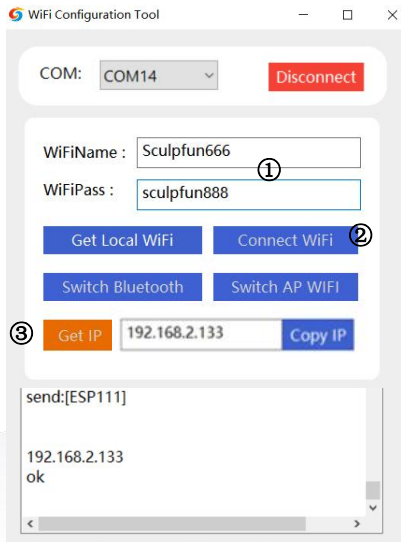 WiFi Configuration Tool
COM: COM14 Disconnect
WiFiName : Sculpfun666
①
WiFiPass : sculpfun888
Get Local WiFi Connect WiFi ②
Switch Bluetooth Switch AP WIFI
③ Get IP 192.168.2.133 Copy IP
send:[ESP111]
192.168.2.133
ok